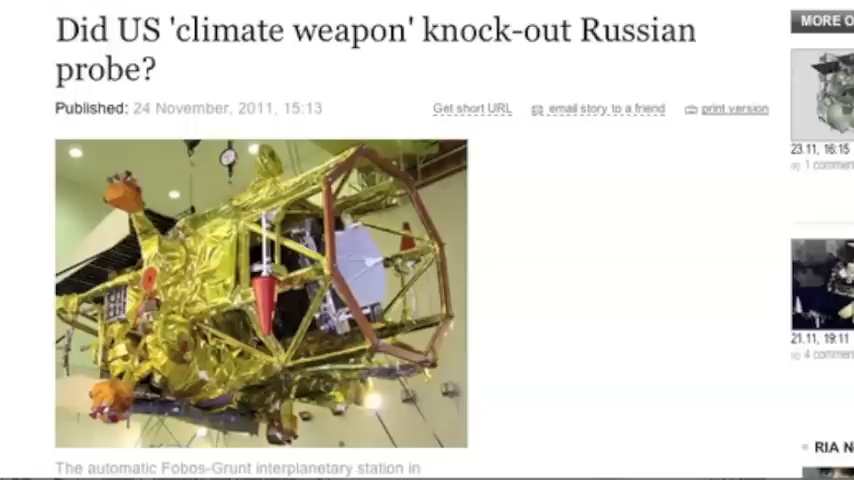 Did US 'climate weapon' knock-out Russian
probe?
Published: 24 November, 2011, 15:13
Get short URL
email story to a friend
print version
The automatic Fobos-Grunt interplanetary station in
MORE O
23.11, 16:15
1 commen
21.11, 19:11
4 commen
RIA N